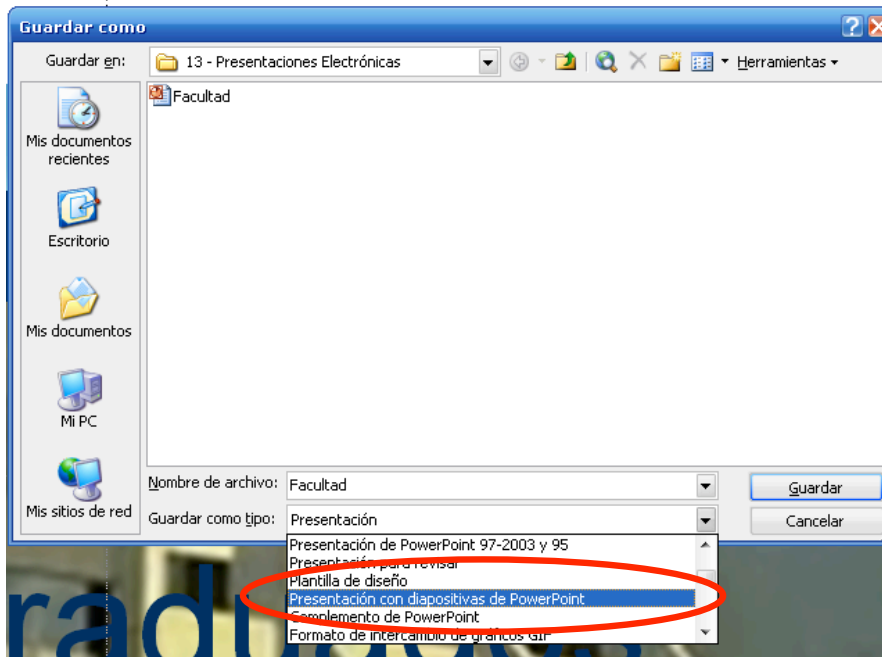 Guardar como
Guardar en: 13 - Presentaciones Electrónicas Herramientas
Facultad
Mis documentos
recientes
Escritorio
Mis documentos
Mi PC
Mis sitios de red
Nombre de archivo: Facultad Guardar
Guardar como tipo: Presentación Cancelar
Presentación de PowerPoint 97-2003 y 95
Presentación para revisar
Plantilla de diseño
Presentación con diapositivas de PowerPoint
Complemento de PowerPoint
Formato de intercambio de gráficos GIF
raduados